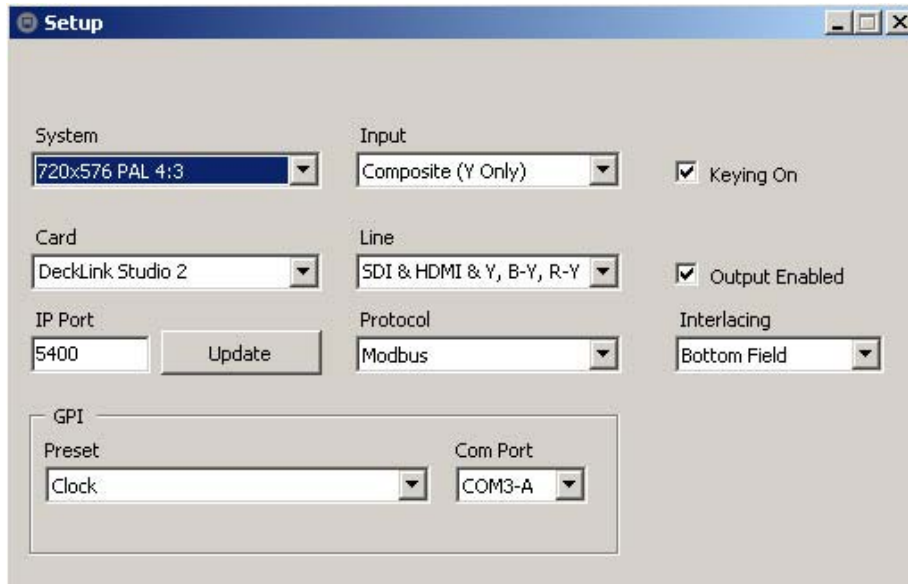 Setup
System
Input
720x576 PAL 4:3
Composite (Y Only)
Keying On
Card
Line
DeckLink Studio 2
SDI & HDMI & Y, B-Y, R-Y
Output Enabled
IP Port
Protocol
Interlacing
5400
Update
Modbus
Bottom Field
GPI
Preset
Com Port
Clock
COM3-A